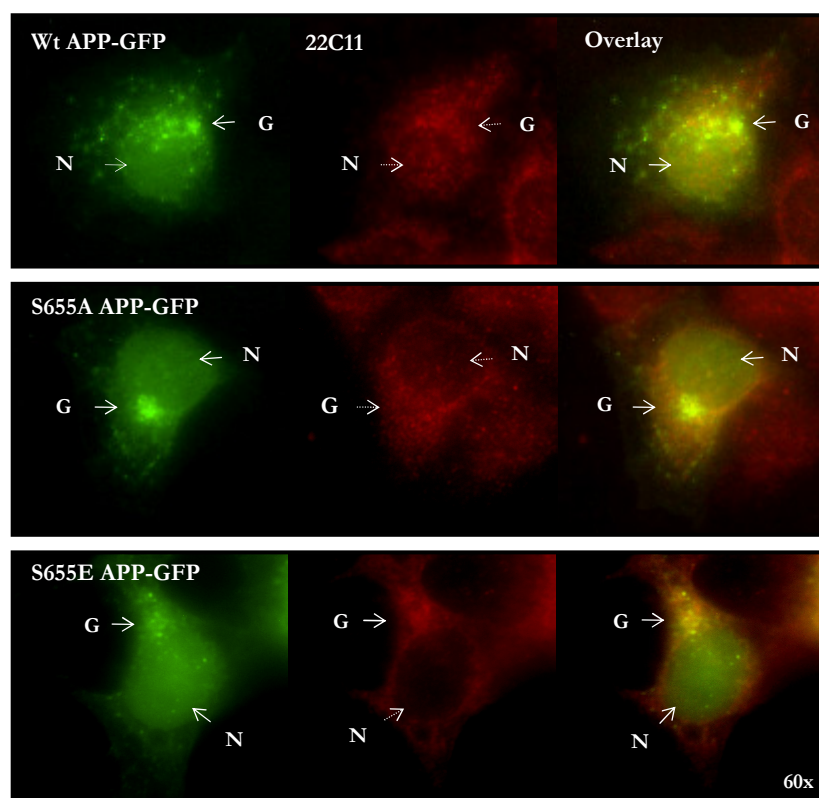 Wt APP-GFP 22C11 Overlay
G G G
N N N
S655A APP-GFP
N N N
G G G
S655E APP-GFP
G G G
N N N
60x